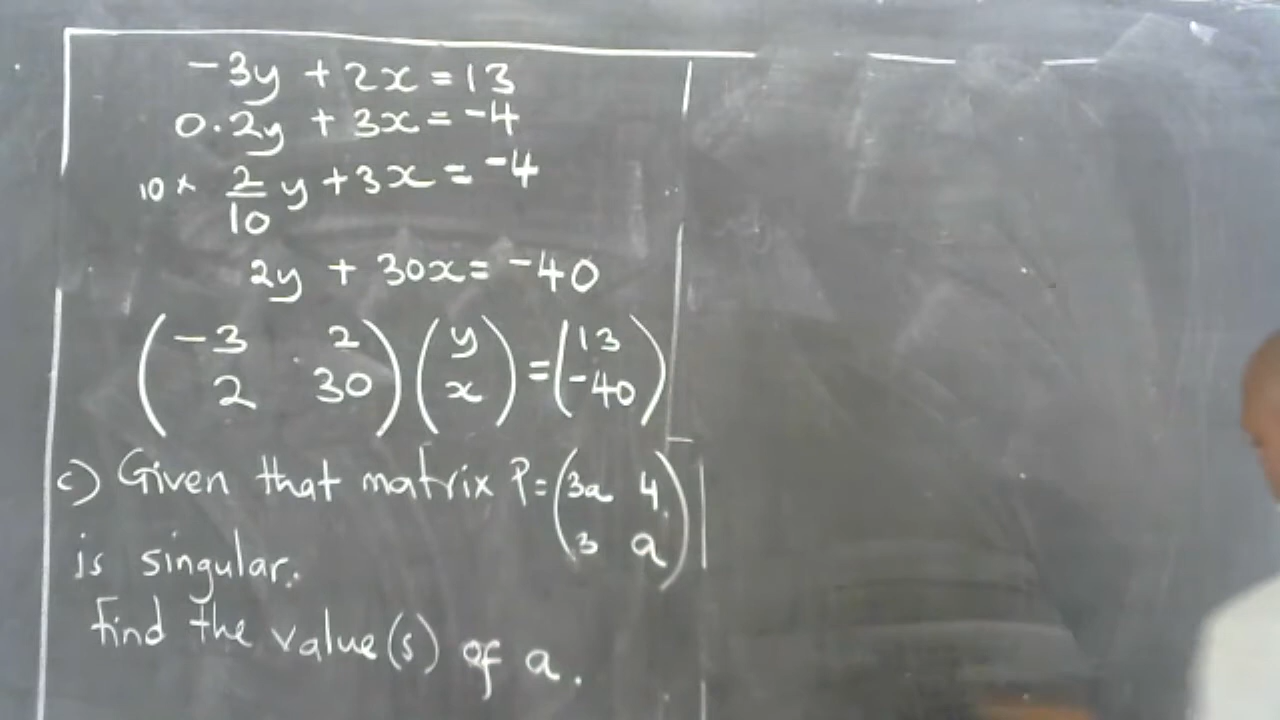 -3y + 2x = 13
0.2y + 3x = -4
10 × 2/10 y + 3x = -4
2y + 30x = -40
(-3 2) (y) = (13)
(2 30) (x) (-40)
c) Given that matrix P = (3a 4
3 a)
is singular.
Find the value(s) of a.